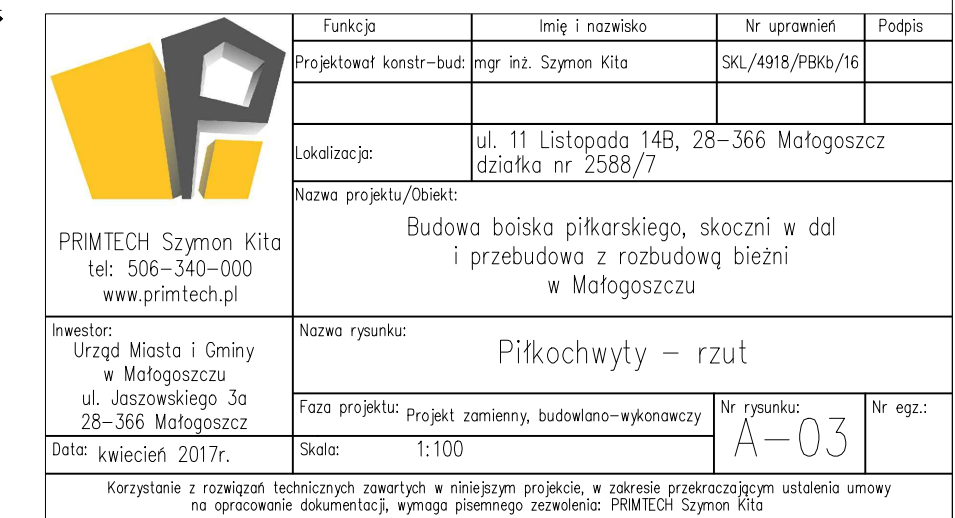 Funkcja Imię i nazwisko Nr uprawnień Podpis
Projektował konstr-bud: mgr inż. Szymon Kita SKL/4918/PBKb/16
Lokalizacja: ul. 11 Listopada 14B, 28-366 Małogoszcz
działka nr 2588/7
Nazwa projektu/Obiekt:
Budowa boiska piłkarskiego, skoczni w dal
i przebudowa z rozbudową bieżni
w Małogoszczu
PRIMTECH Szymon Kita
tel: 506-340-000
www.primtech.pl
Inwestor:
Urząd Miasta i Gminy
w Małogoszczu
ul. Jaszowskiego 3a
28-366 Małogoszcz
Nazwa rysunku:
Piłkochwyty - rzut
Faza projektu: Projekt zamienny, budowlano-wykonawczy
Nr rysunku:
A-03
Nr egz.:
Data: kwiecień 2017r.
Skala: 1:100
Korzystanie z rozwiązań technicznych zawartych w niniejszym projekcie, w zakresie przekraczającym ustalenia umowy
na opracowanie dokumentacji, wymaga pisemnego zezwolenia: PRIMTECH Szymon Kita